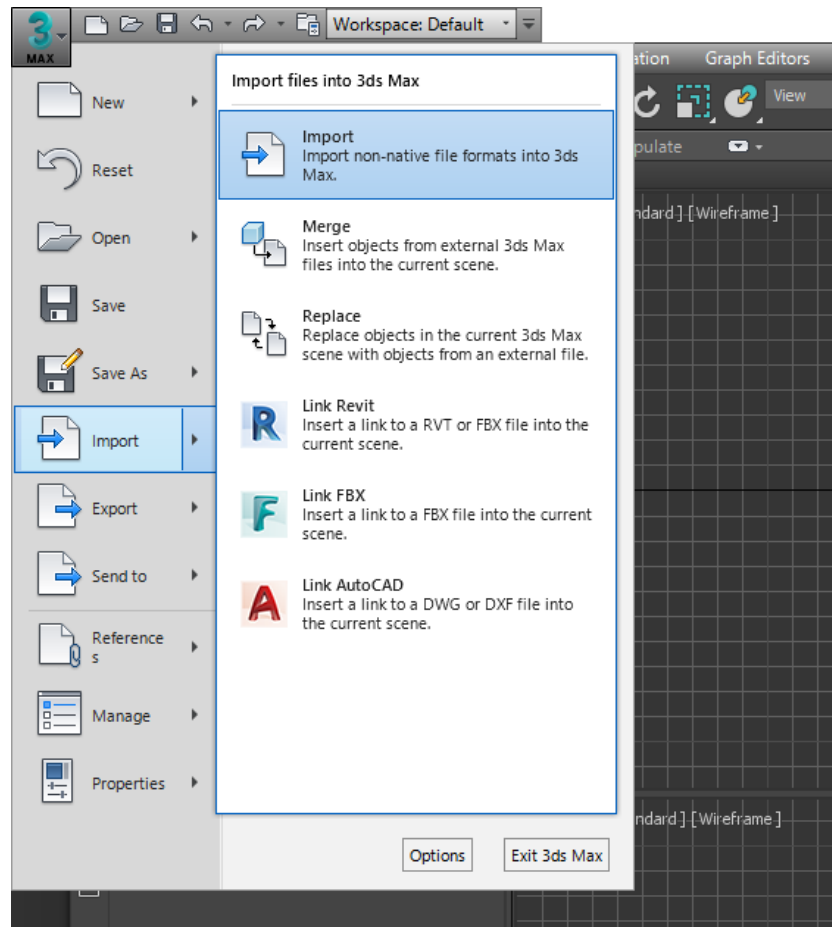 Workspace: Default
3
MAX
ation Graph Editors
View
pulate
ndard ] [ Wireframe ]
New
Reset
Open
Save
Save As
Import
Export
Send to
Reference
s
Manage
Properties
Import files into 3ds Max
Import
Import non-native file formats into 3ds
Max.
Merge
Insert objects from external 3ds Max
files into the current scene.
Replace
Replace objects in the current 3ds Max
scene with objects from an external file.
R
Link Revit
Insert a link to a RVT or FBX file into the
current scene.
F
Link FBX
Insert a link to a FBX file into the current
scene.
A
Link AutoCAD
Insert a link to a DWG or DXF file into
the current scene.
ndard ] [ Wireframe ]
Options
Exit 3ds Max